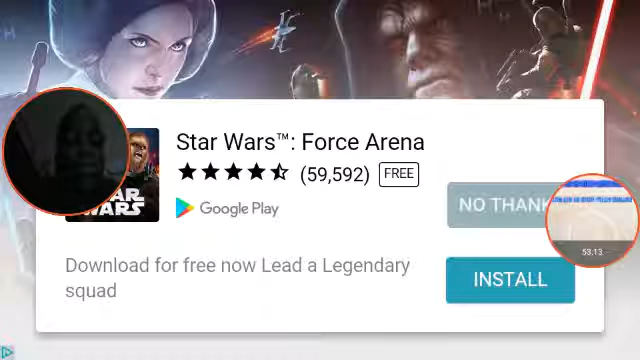 Star Wars™: Force Arena
(59,592) FREE
Google Play
NO THANK
Download for free now Lead a Legendary
squad
INSTALL
WARS
53:13